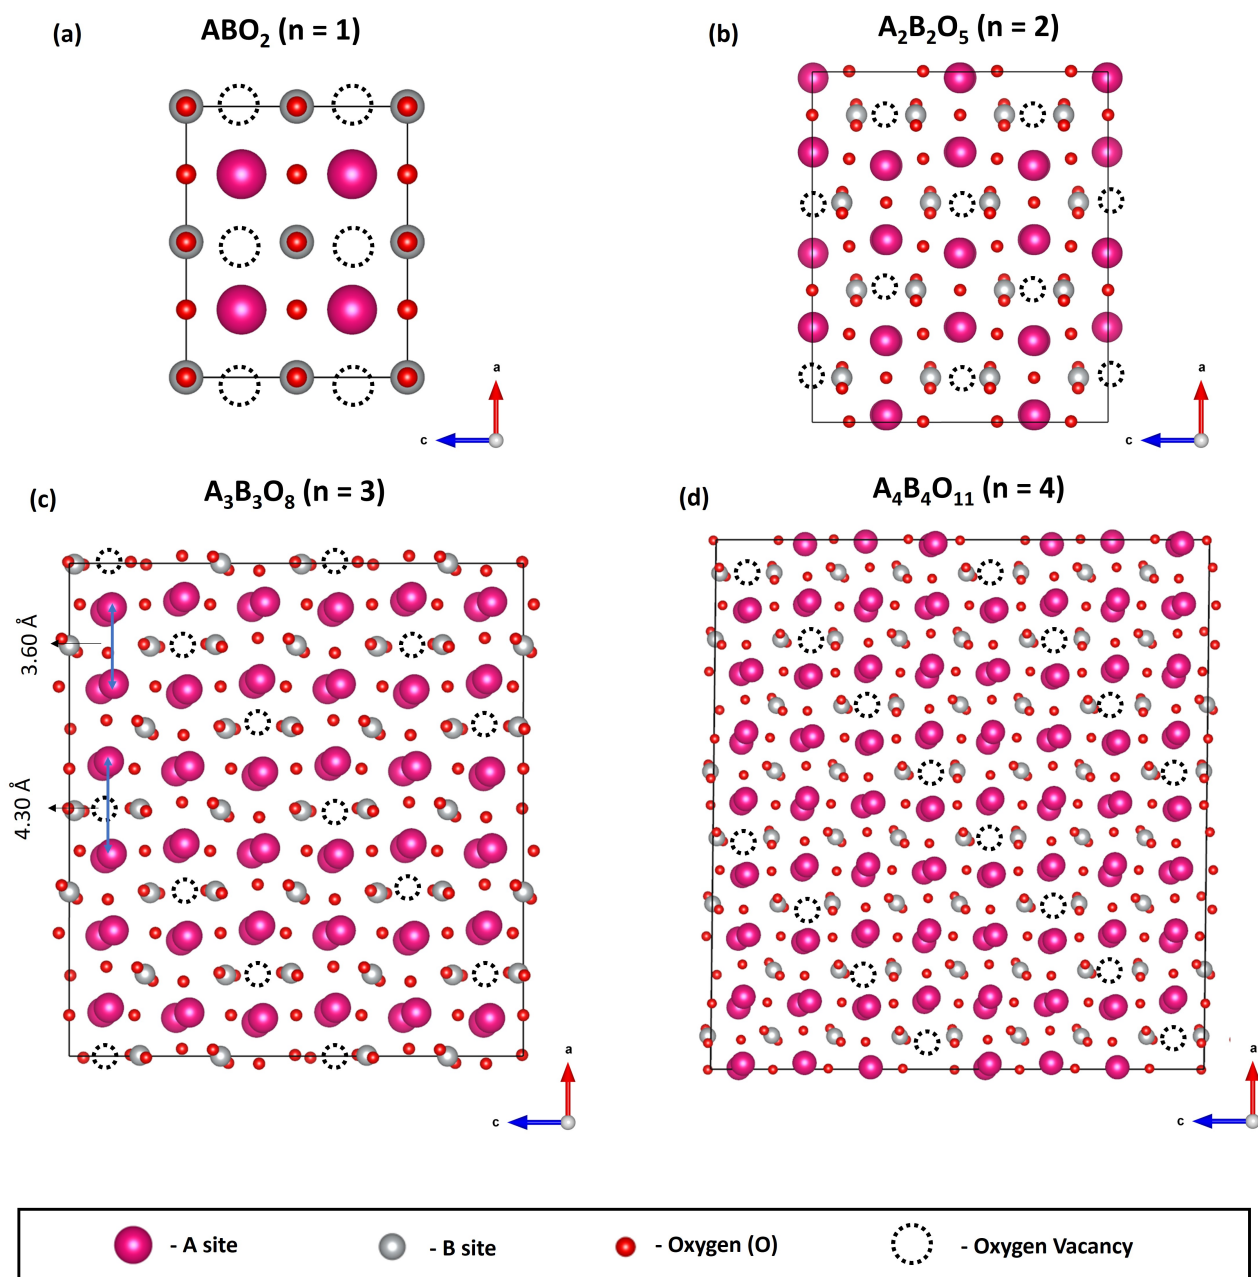 (a) ABO₂ (n = 1)
(b) A₂B₂O₅ (n = 2)
a
c
a
c
(c) A₃B₃O₈ (n = 3)
(d) A₄B₄O₁₁ (n = 4)
3.60 Å
4.30 Å
a
c
a
c
- A site
- B site
- Oxygen (O)
- Oxygen Vacancy